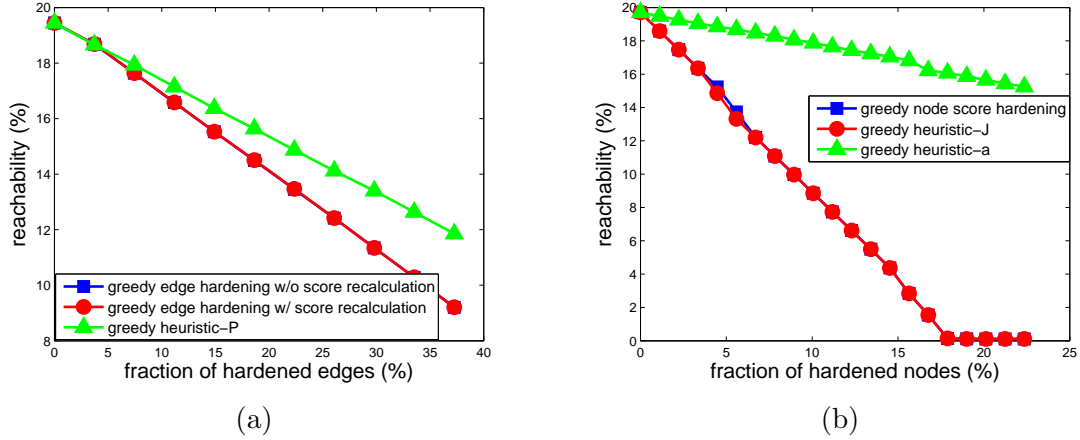 20
18
16
14
12
10
8
0 5 10 15 20 25 30 35 40
reachability (%)
fraction of hardened edges (%)
greedy edge hardening w/o score recalculation
greedy edge hardening w/ score recalculation
greedy heuristic−P
(a)
20
18
16
14
12
10
8
6
4
2
0
0 5 10 15 20 25
reachability (%)
fraction of hardened nodes (%)
greedy node score hardening
greedy heuristic−J
greedy heuristic−a
(b)